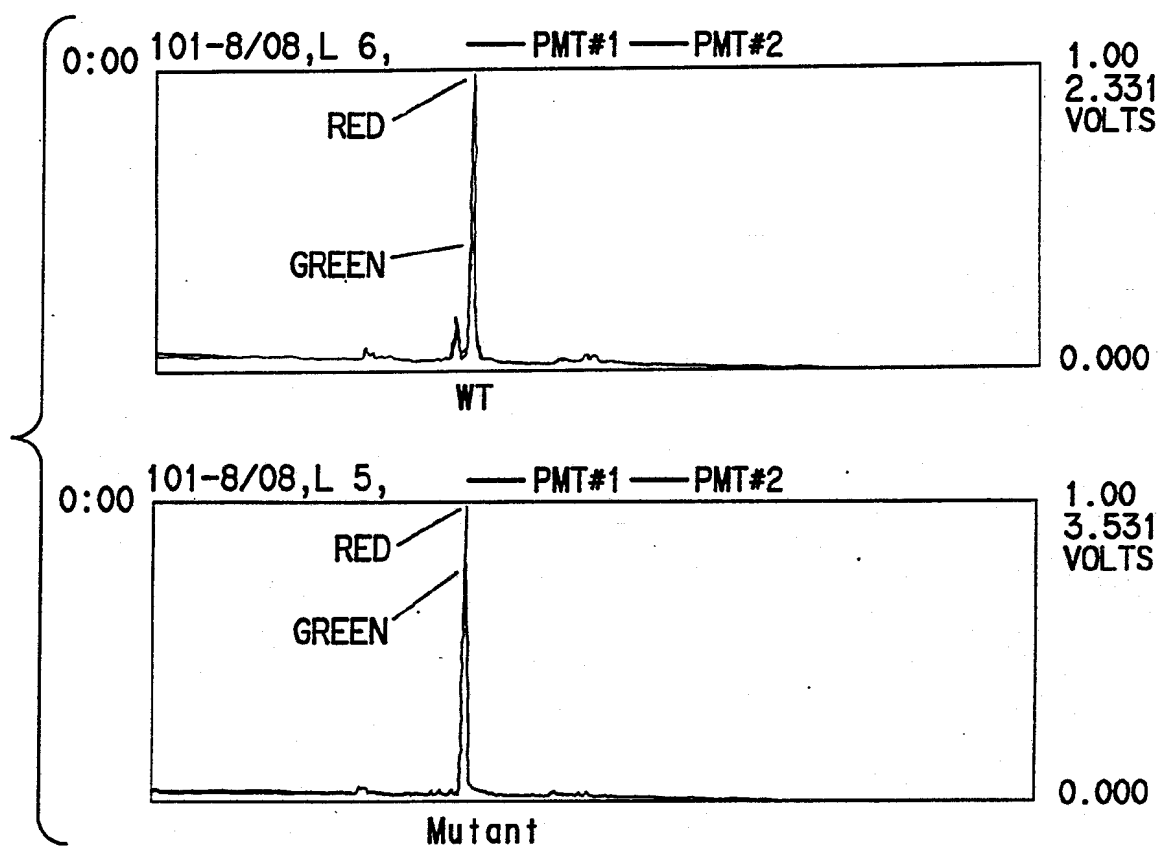 0:00 101-8/08,L 6, PMT#1 PMT#2
1.00
2.331
VOLTS
RED
GREEN
0.000
WT
0:00 101-8/08,L 5, PMT#1 PMT#2
1.00
3.531
VOLTS
RED
GREEN
0.000
Mutant